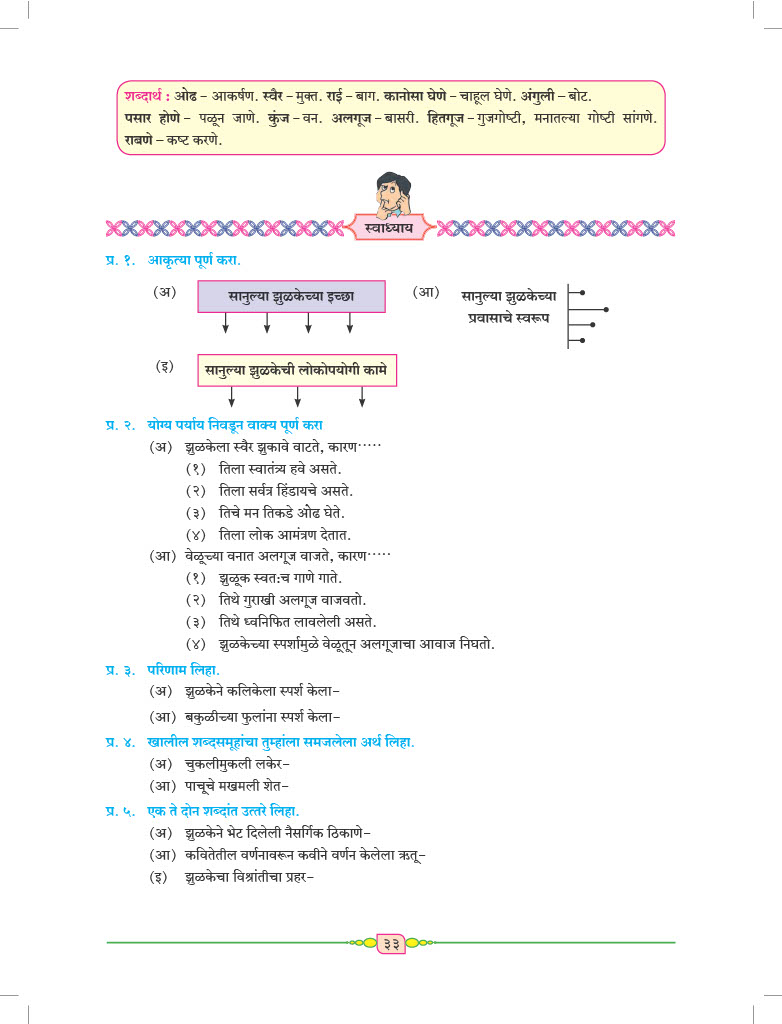 शब्दार्थ : ओढ - आकर्षण. स्वैर - मुक्त. राई - बाग. कानोसा घेणे - चाहूल घेणे. अंगुली - बोट.
पसार होणे - पळून जाणे. कुंज - वन. अलगूज - बासरी. हितगूज - गुजगोष्टी, मनातल्या गोष्टी सांगणे.
राबणे - कष्ट करणे.
स्वाध्याय
प्र. १. आकृत्या पूर्ण करा.
(अ) सानुल्या झुळकेच्या इच्छा
(आ) सानुल्या झुळकेच्या
प्रवासाचे स्वरूप
(इ) सानुल्या झुळकेची लोकोपयोगी कामे
प्र. २. योग्य पर्याय निवडून वाक्य पूर्ण करा
(अ) झुळकेला स्वैर झुकावे वाटते, कारण·····
(१) तिला स्वातंत्र्य हवे असते.
(२) तिला सर्वत्र हिंडायचे असते.
(३) तिचे मन तिकडे ओेढ घेते.
(४) तिला लोक आमंत्रण देतात.
(आ) वेळूच्या वनात अलगूज वाजते, कारण·····
(१) झुळूक स्वतःच गाणे गाते.
(२) तिथे गुराखी अलगूज वाजवतो.
(३) तिथे ध्वनिफित लावलेली असते.
(४) झुळकेच्या स्पर्शामुळे वेळूतून अलगूजाचा आवाज निघतो.
प्र. ३. परिणाम लिहा.
(अ) झुळकेने कलिकेला स्पर्श केला-
(आ) बकुळीच्या फुलांना स्पर्श केला-
प्र. ४. खालील शब्दसमूहांचा तुम्हांला समजलेला अर्थ लिहा.
(अ) चुकलीमुकली लकेर-
(आ) पाचूचे मखमली शेत-
प्र. ५. एक ते दोन शब्दांत उत्तरे लिहा.
(अ) झुळकेने भेट दिलेली नैसर्गिक ठिकाणे-
(आ) कवितेतील वर्णनावरून कवीने वर्णन केलेला ऋतू-
(इ) झुळकेचा विश्रांतीचा प्रहर-
३३